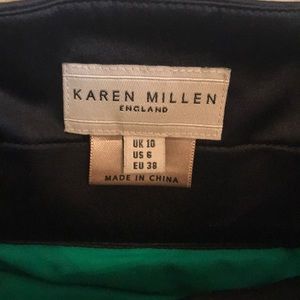 KAREN MILLEN
ENGLAND
UK 10
US 6
EU 38
MADE IN CHINA